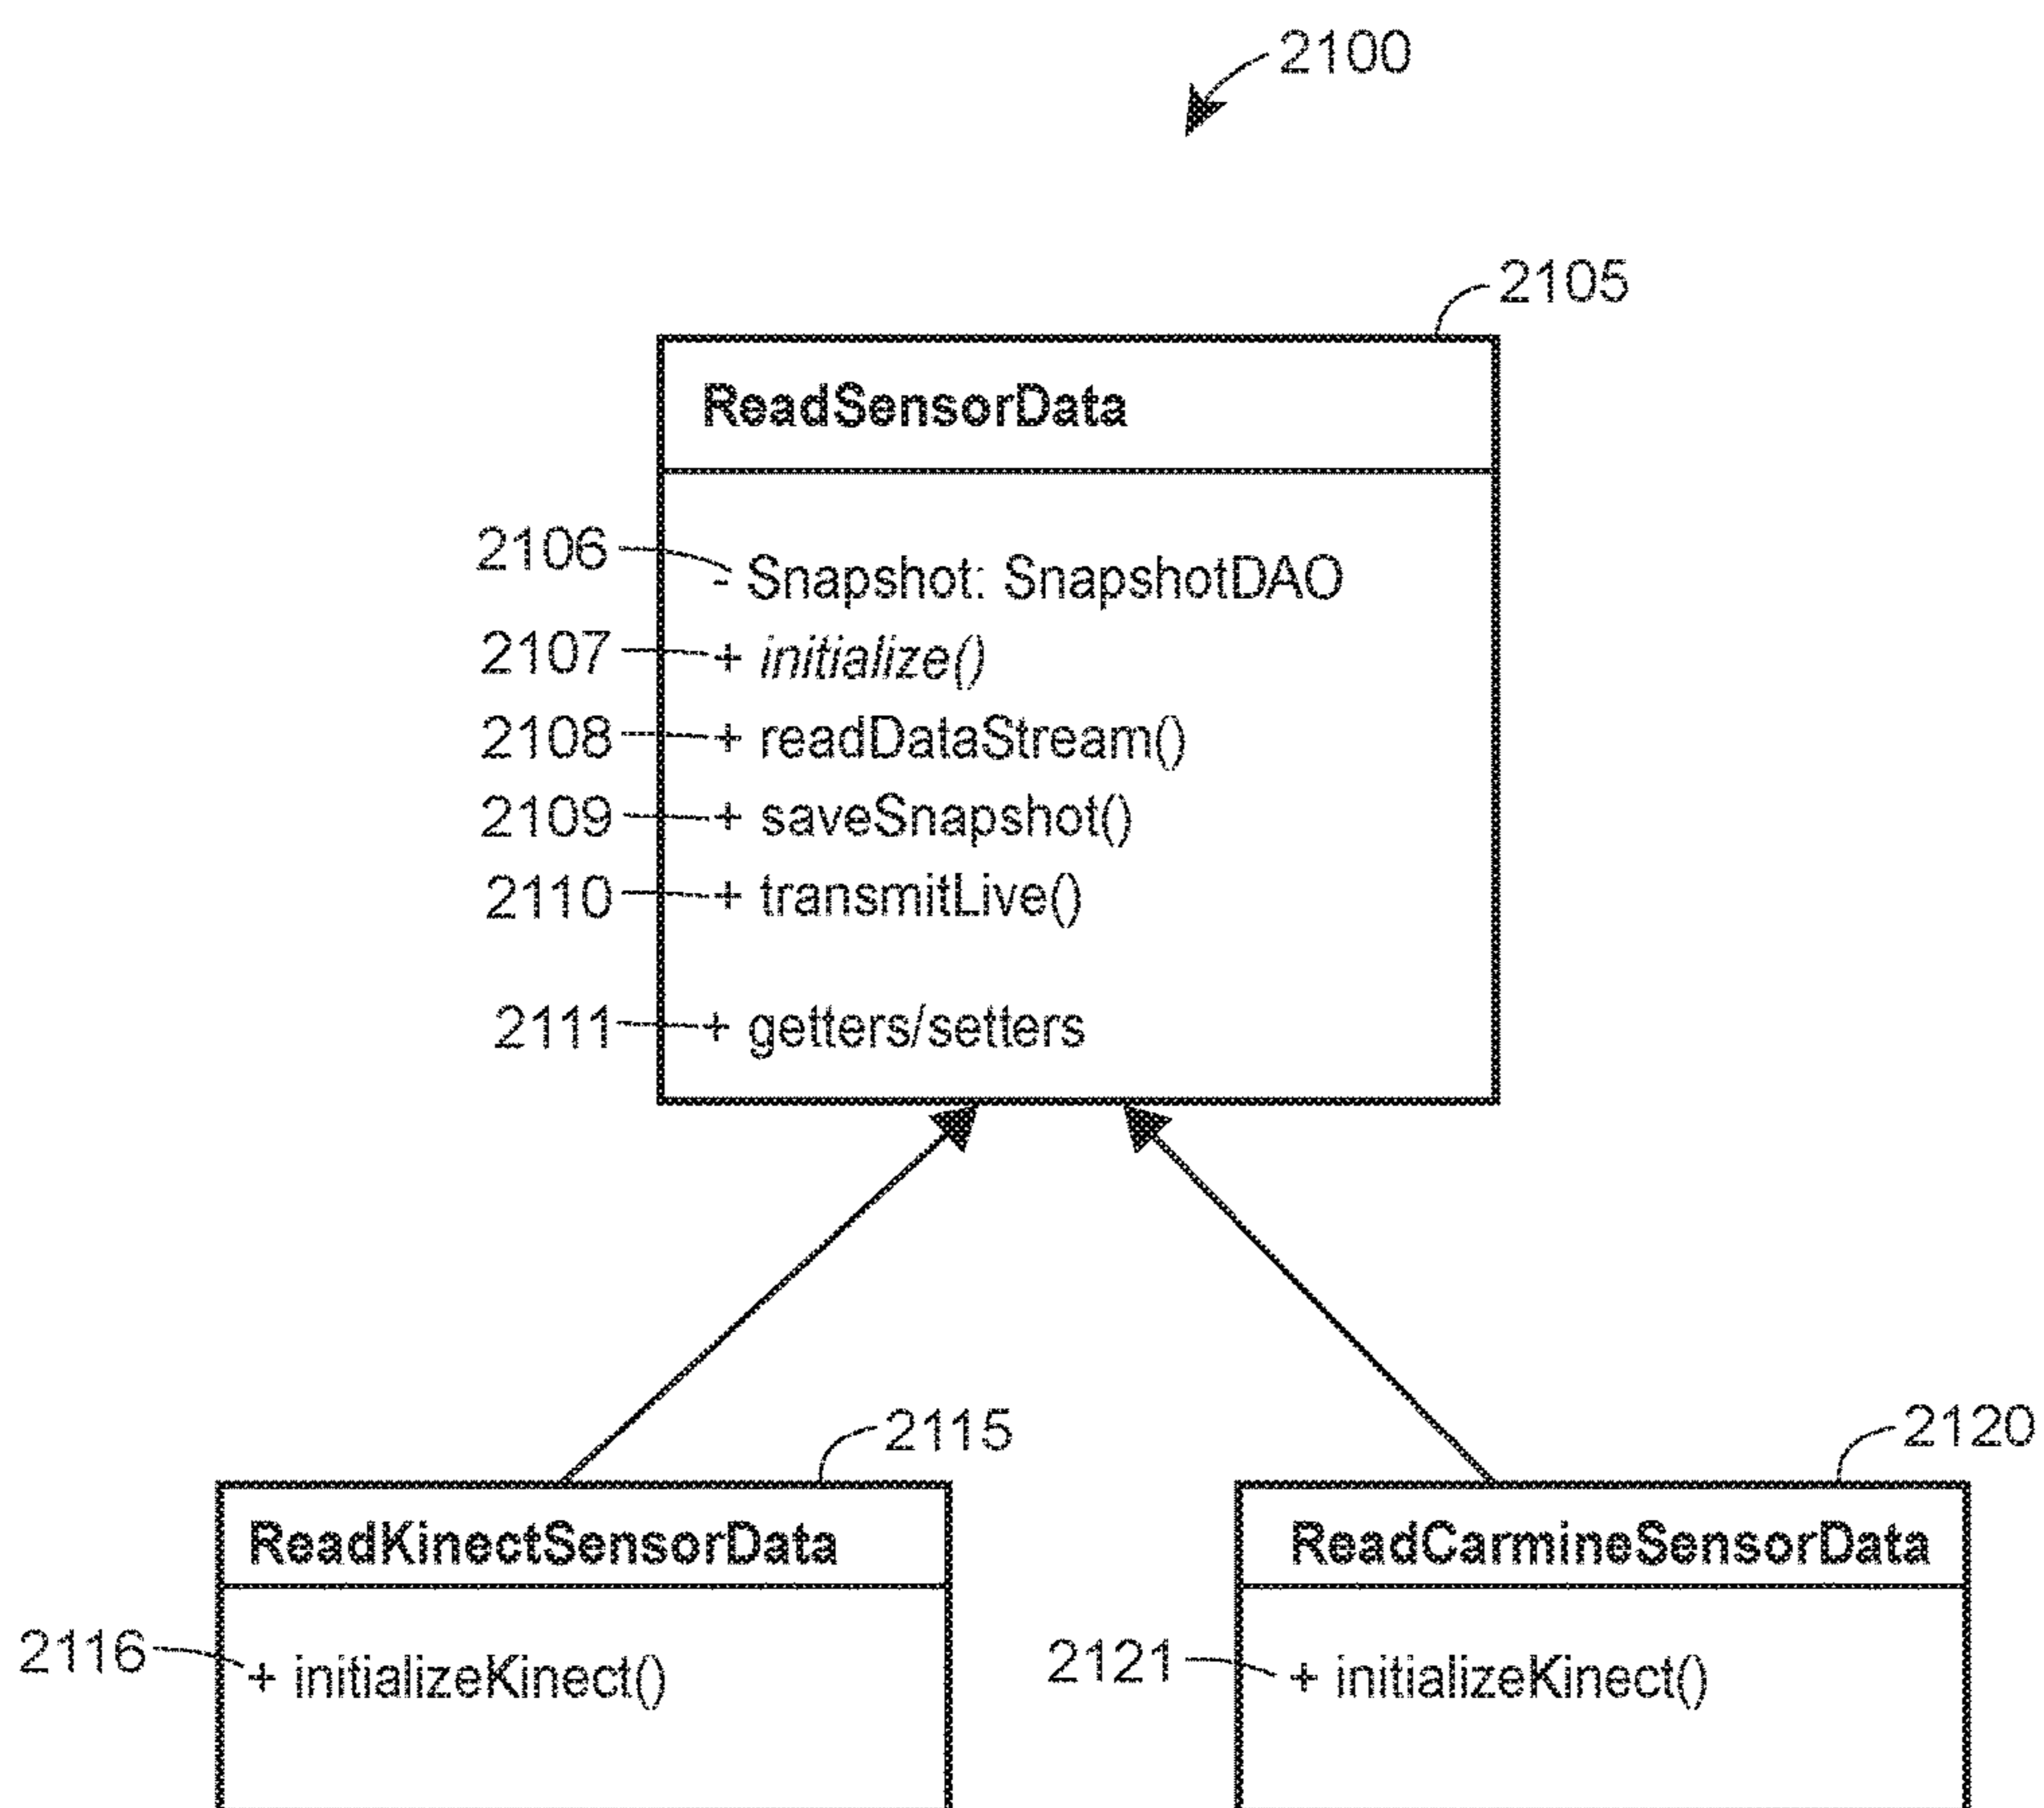 2100
2105
ReadSensorData
2106 - Snapshot: SnapshotDAO
2107 + initialize()
2108 + readDataStream()
2109 + saveSnapshot()
2110 + transmitLive()
2111 + getters/setters
2115
2120
ReadKinectSensorData
ReadCarmineSensorData
2116 + initializeKinect()
2121 + initializeKinect()